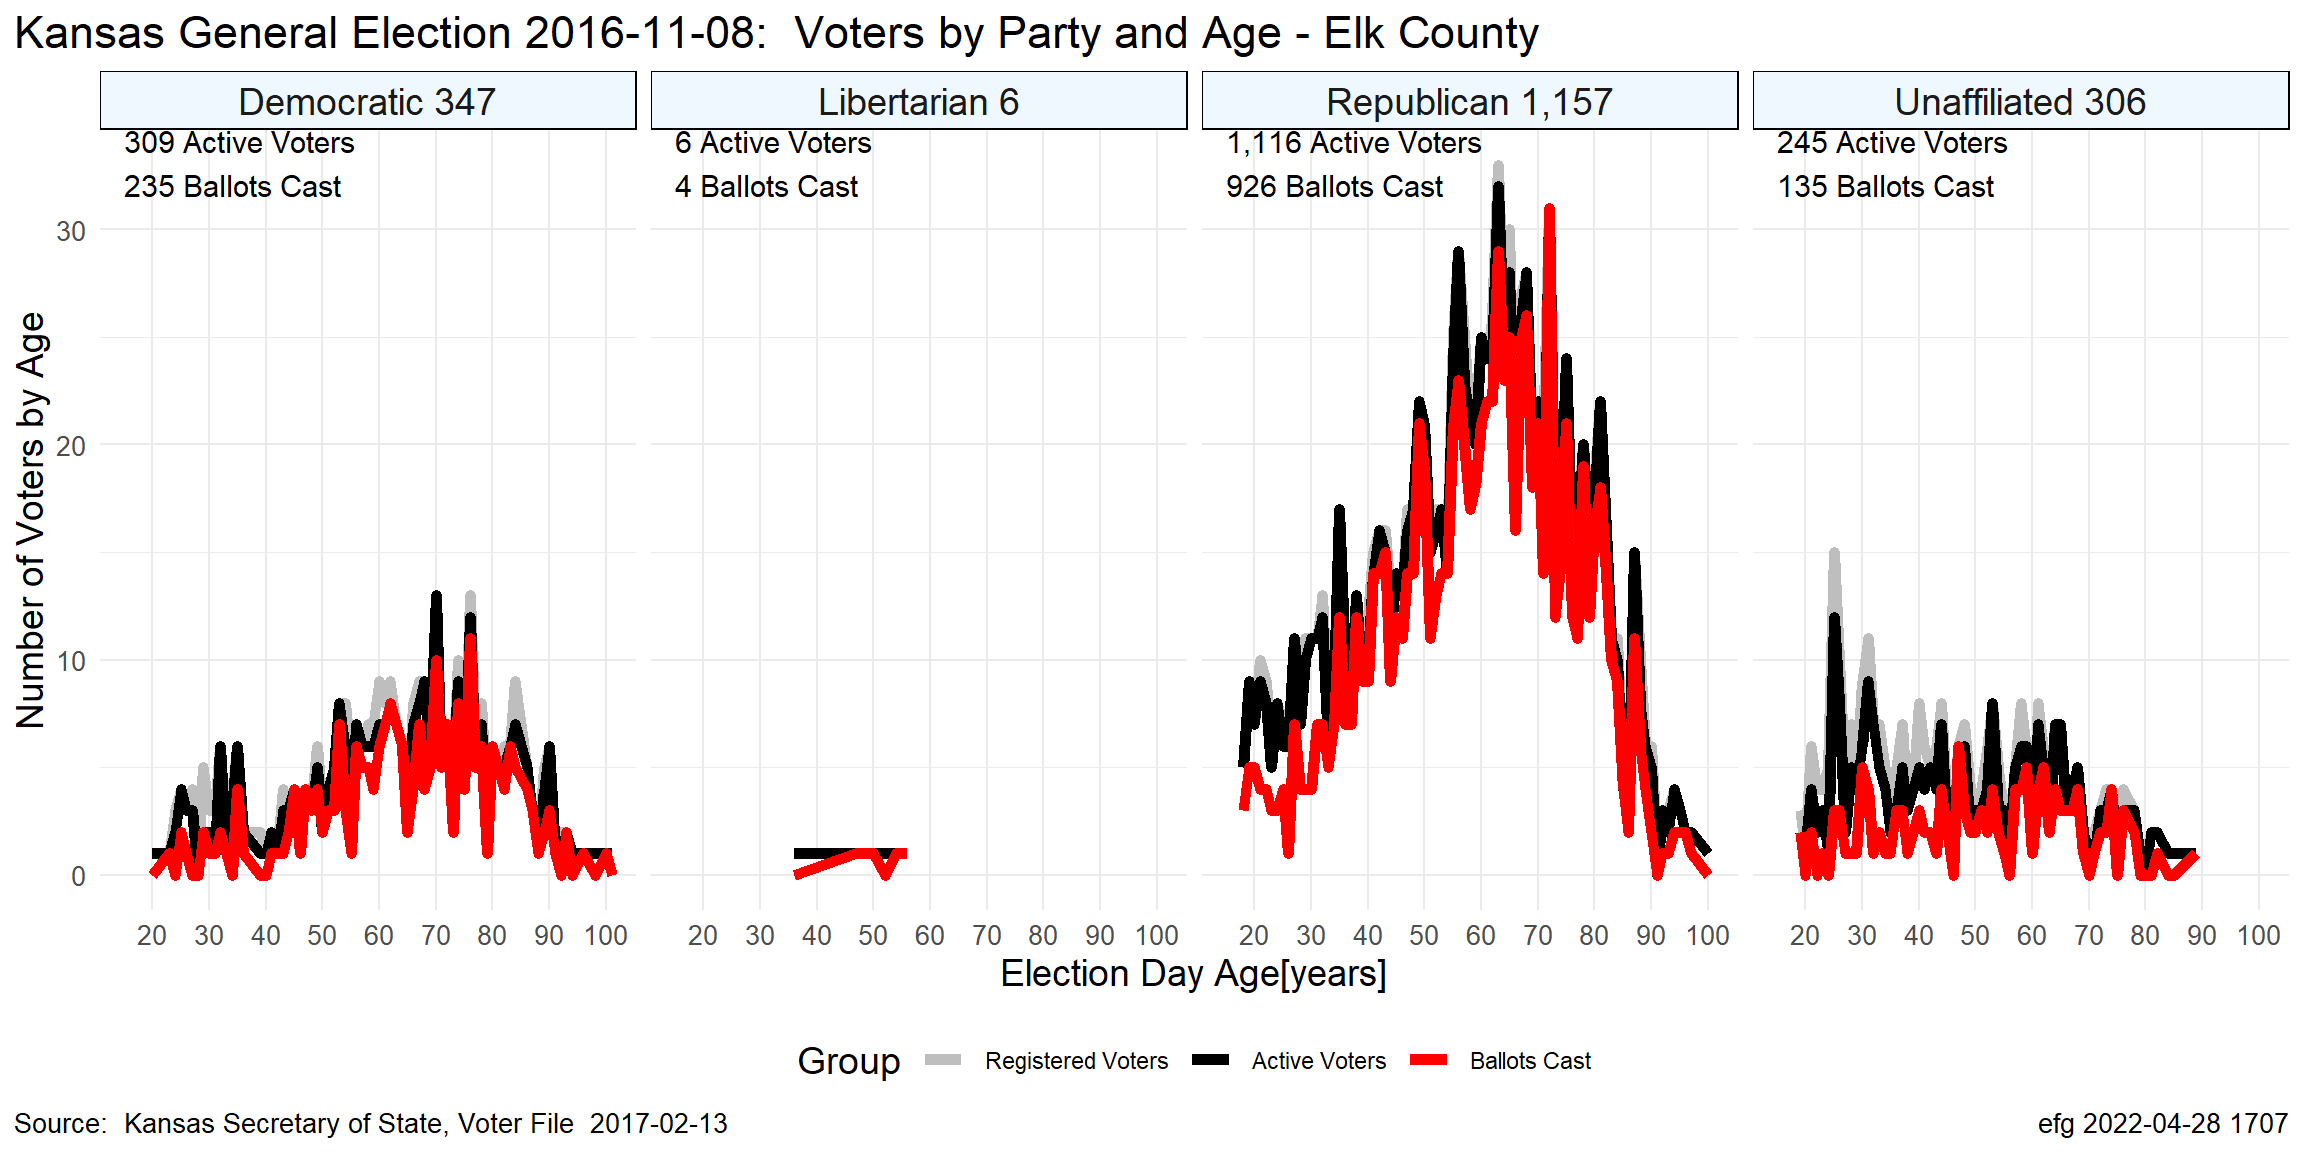 Kansas General Election 2016-11-08:  Voters by Party and Age - Elk County
Democratic 347
Libertarian 6
Republican 1,157
Unaffiliated 306
309 Active Voters
235 Ballots Cast
6 Active Voters
4 Ballots Cast
1,116 Active Voters
926 Ballots Cast
245 Active Voters
135 Ballots Cast
Number of Voters by Age
30
20
10
0
20 30 40 50 60 70 80 90 100
20 30 40 50 60 70 80 90 100
20 30 40 50 60 70 80 90 100
20 30 40 50 60 70 80 90 100
Election Day Age[years]
Group Registered Voters Active Voters Ballots Cast
Source:  Kansas Secretary of State, Voter File  2017-02-13
efg 2022-04-28 1707